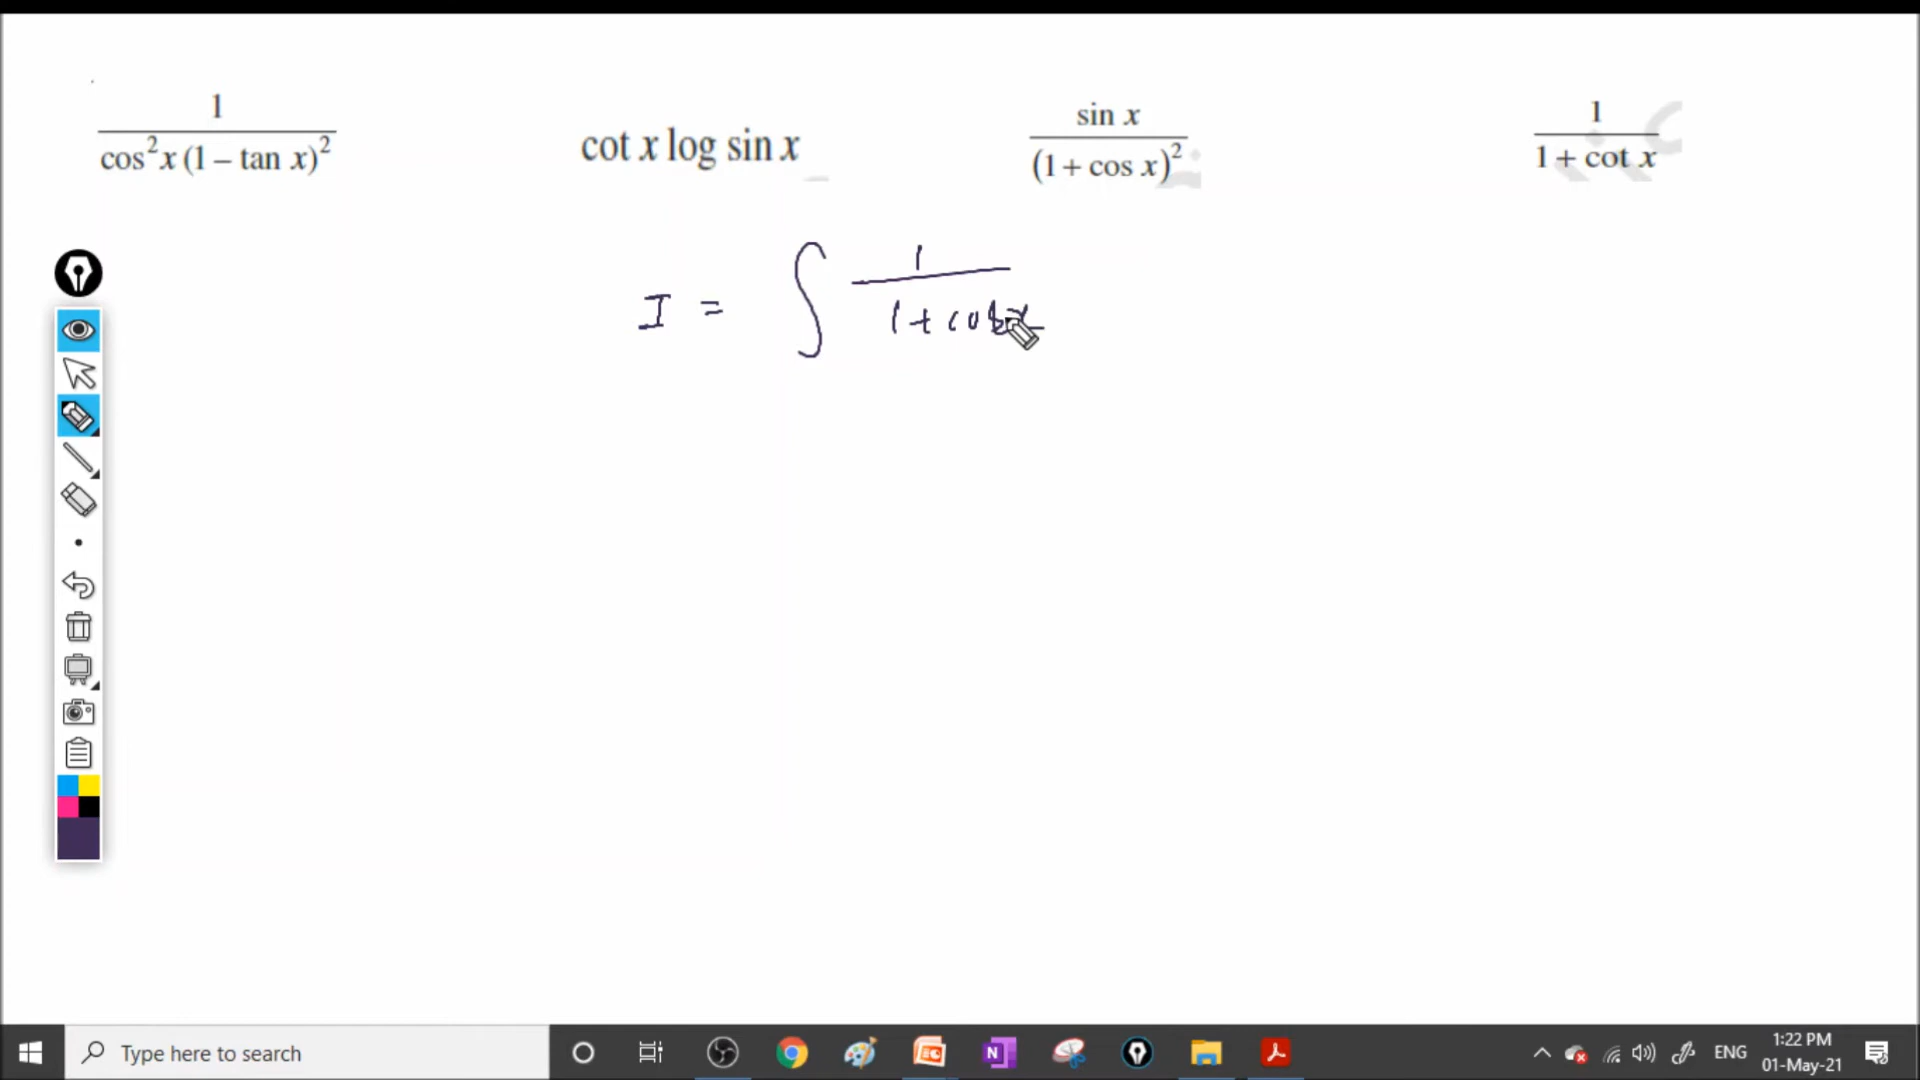 1 / cos²x (1 – tan x)²
cot x log sin x
sin x / (1 + cos x)²
1 / 1 + cot x
I = ∫ 1 / 1 + cot x
Type here to search
ENG
1:22 PM
01-May-21